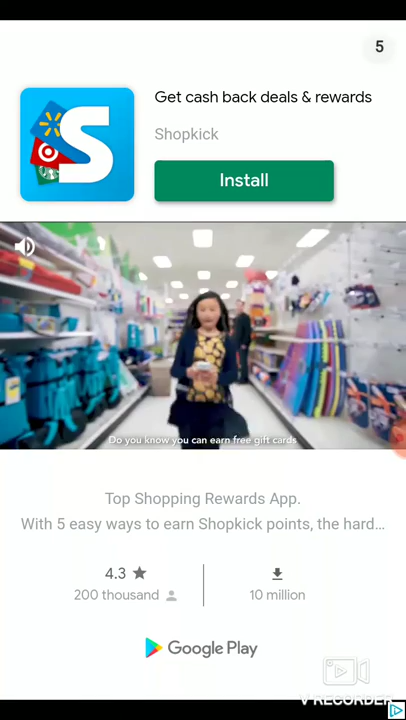 5
Get cash back deals & rewards
Shopkick
Install
Do you know you can earn free gift cards
Top Shopping Rewards App.
With 5 easy ways to earn Shopkick points, the hard...
4.3 ★
200 thousand
10 million
Google Play
V RECORDER